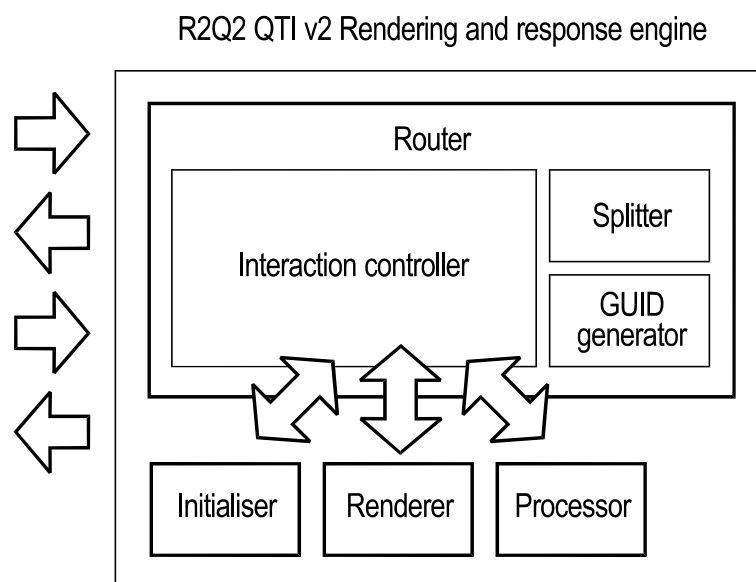 R2Q2 QTI v2 Rendering and response engine
Router
Interaction controller
Splitter
GUID
generator
Initialiser
Renderer
Processor